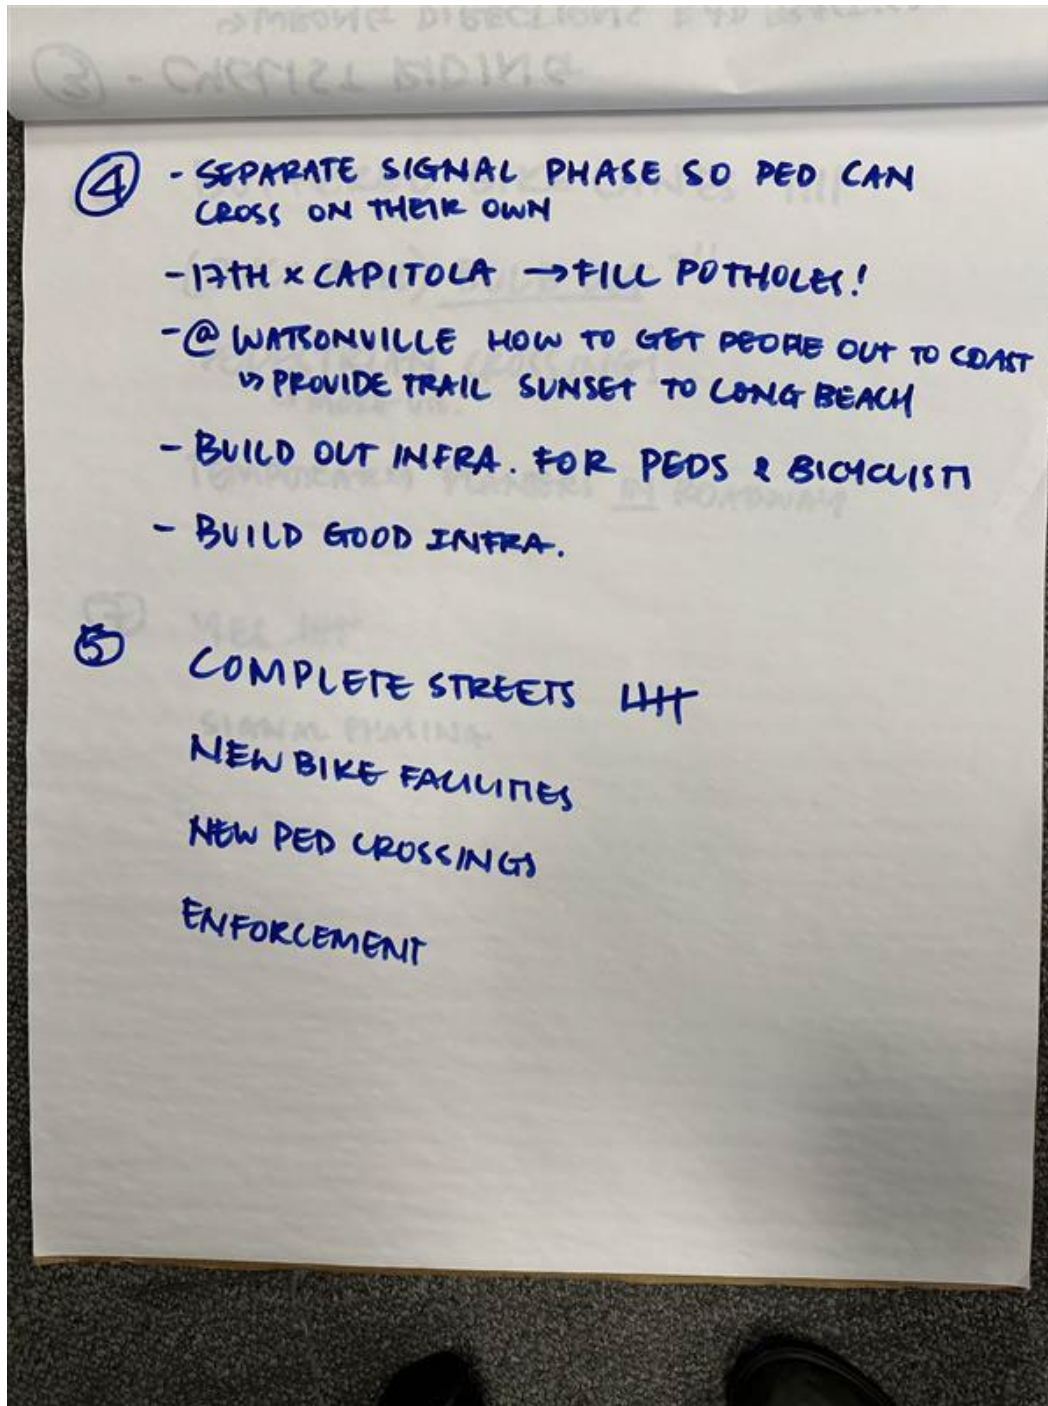 ④ - SEPARATE SIGNAL PHASE SO PED CAN
CROSS ON THEIR OWN
- 17TH x CAPITOLA → FILL POTHOLES!
- @ WATSONVILLE HOW TO GET PEOPLE OUT TO COAST
↳ PROVIDE TRAIL SUNSET TO LONG BEACH
- BUILD OUT INFRA. FOR PEDS & BICYCLISTS
- BUILD GOOD INFRA.
⑤ COMPLETE STREETS 卌
NEW BIKE FACILITIES
NEW PED CROSSINGS
ENFORCEMENT